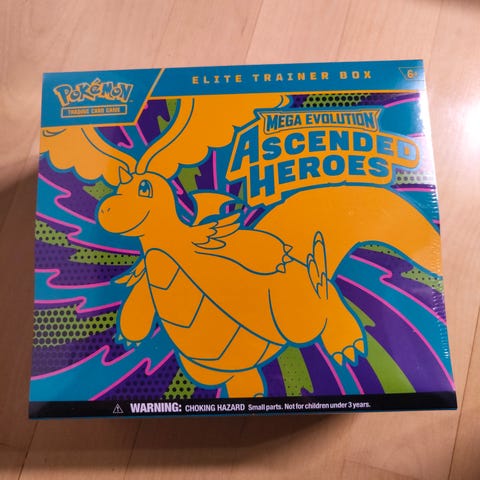 ELITE TRAINER BOX
6+
POKéMON
TRADING CARD GAME
MEGA EVOLUTION
ASCENDED
HEROES
WARNING: CHOKING HAZARD Small parts. Not for children under 3 years.